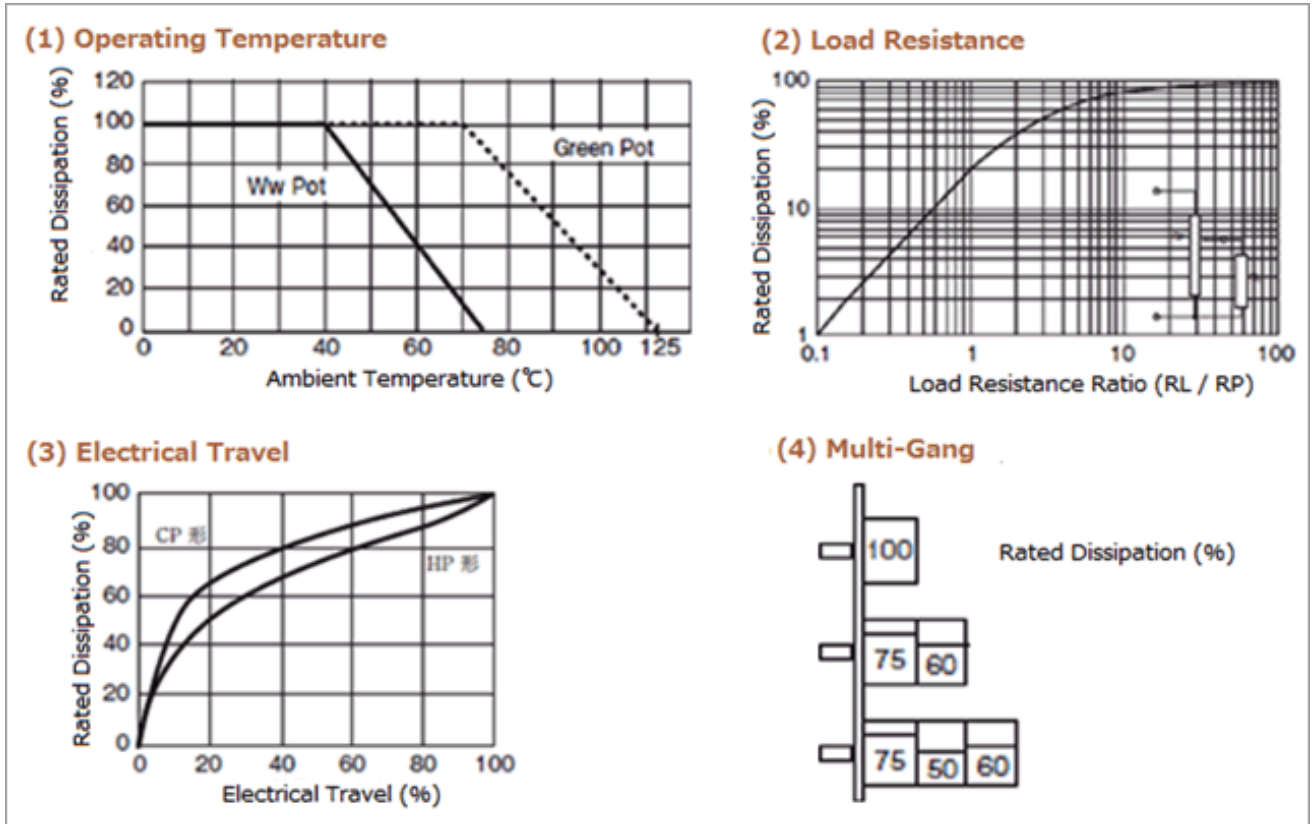 (1) Operating Temperature
Rated Dissipation (%)
120
100
80
60
40
20
0
Ww Pot
Green Pot
0 20 40 60 80 100 125
Ambient Temperature (℃)
(2) Load Resistance
Rated Dissipation (%)
100
10
1
0.1 1 10 100
Load Resistance Ratio (RL / RP)
(3) Electrical Travel
Rated Dissipation (%)
100
80
60
40
20
0
CP 形
HP 形
0 20 40 60 80 100
Electrical Travel (%)
(4) Multi-Gang
100
Rated Dissipation (%)
75 60
75 50 60